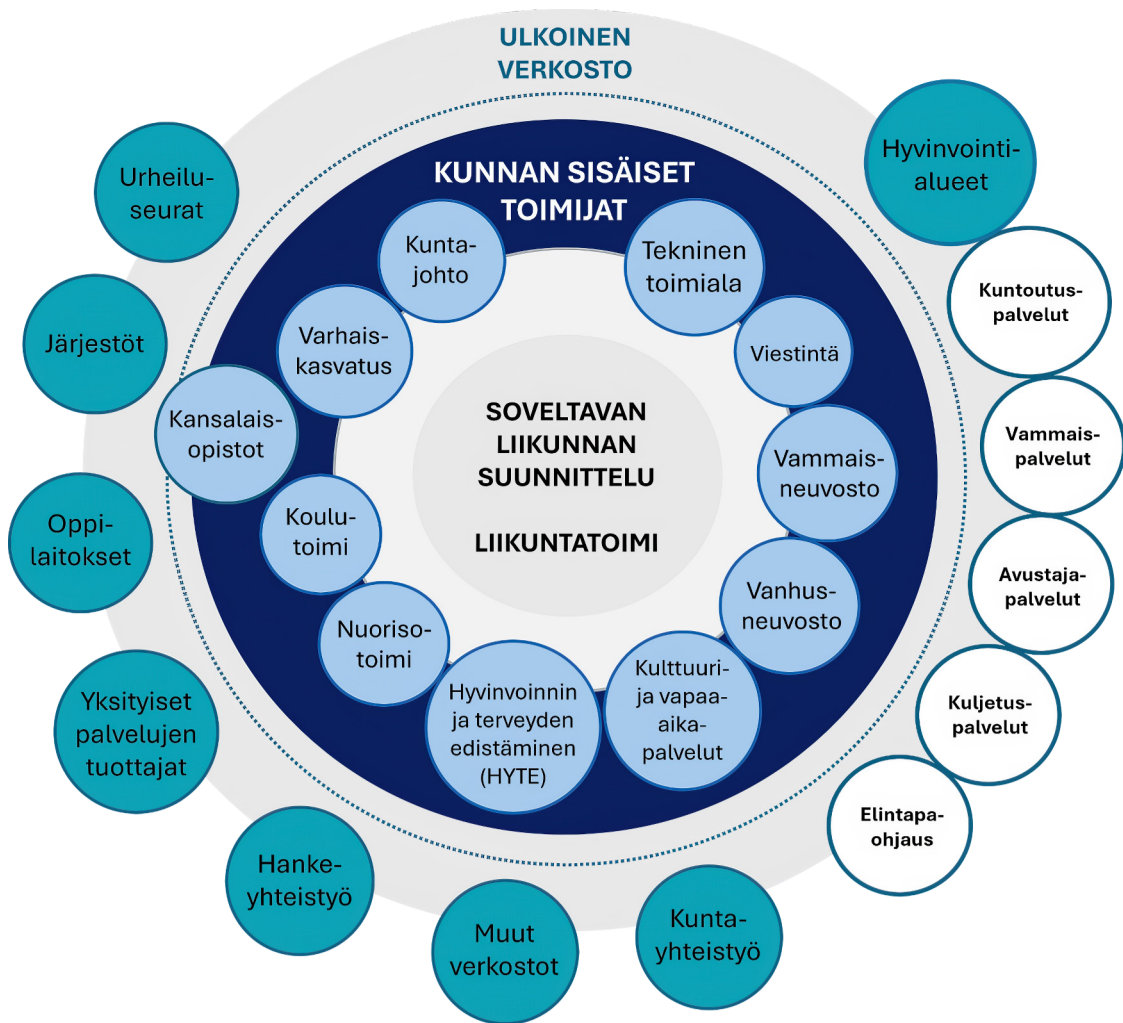 ULKOINEN
VERKOSTO
KUNNAN SISÄISET
TOIMIJAT
SOVELTAVAN
LIIKUNNAN
SUUNNITTELU
LIIKUNTATOIMI
Kunta-
johto
Tekninen
toimiala
Viestintä
Vammais-
neuvosto
Vanhus-
neuvosto
Kulttuuri-
ja vapaa-
aika-
palvelut
Hyvinvoinnin
ja terveyden
edistäminen
(HYTE)
Nuoriso-
toimi
Koulu-
toimi
Kansalais-
opistot
Varhais-
kasvatus
Hyvinvointi-
alueet
Kuntoutus-
palvelut
Vammais-
palvelut
Avustaja-
palvelut
Kuljetus-
palvelut
Elintapa-
ohjaus
Kunta-
yhteistyö
Muut
verkostot
Hanke-
yhteistyö
Yksityiset
palvelujen
tuottajat
Oppi-
laitokset
Järjestöt
Urheilu-
seurat